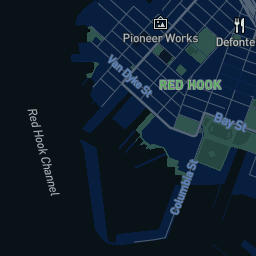 Pioneer Works
Defonte
Van Dyke St
RED HOOK
Bay St
Red Hook Channel
Columbia St